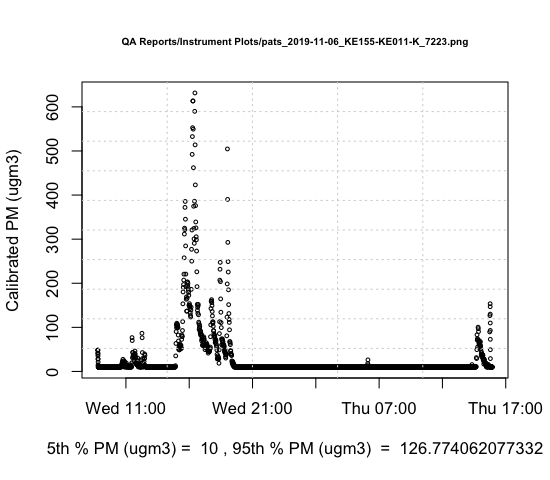 QA Reports/Instrument Plots/pats_2019-11-06_KE155-KE011-K_7223.png
Calibrated PM (ugm3)
600
500
400
300
200
100
0
Wed 11:00 Wed 21:00 Thu 07:00 Thu 17:00
5th % PM (ugm3) = 10 , 95th % PM (ugm3) = 126.774062077332